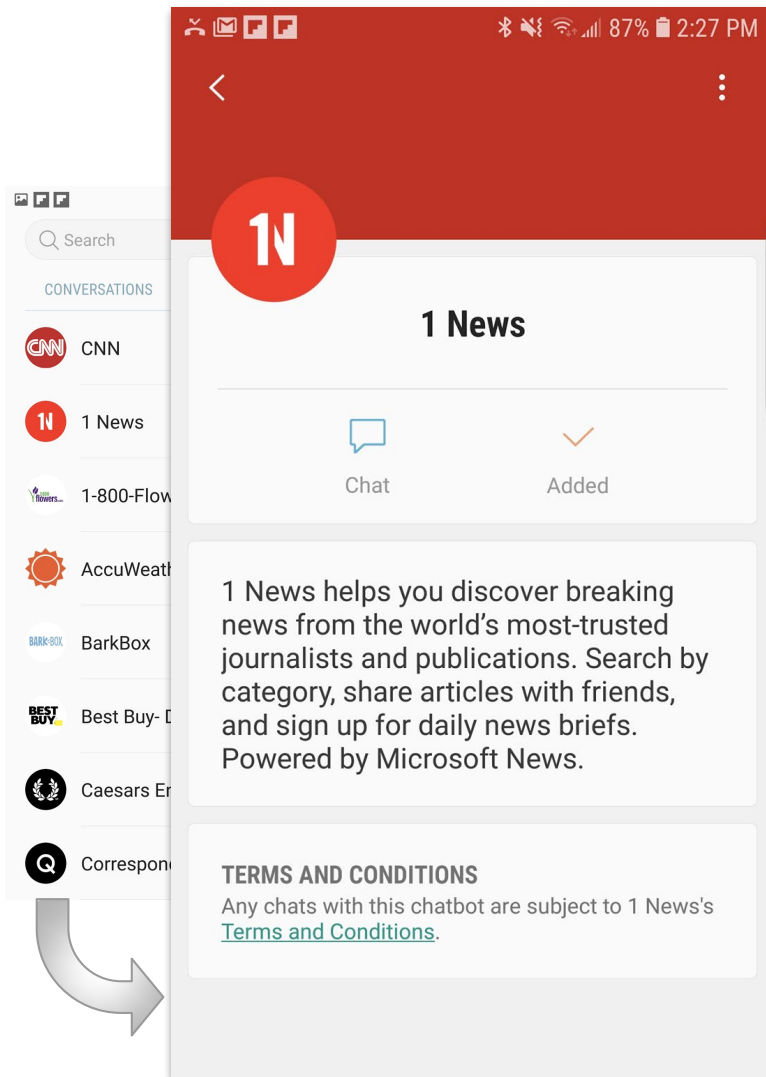 87% 2:27 PM
1N
1 News
Chat
Added
1 News helps you discover breaking
news from the world's most-trusted
journalists and publications. Search by
category, share articles with friends,
and sign up for daily news briefs.
Powered by Microsoft News.
TERMS AND CONDITIONS
Any chats with this chatbot are subject to 1 News's
Terms and Conditions.
Search
CONVERSATIONS
CNN CNN
1N 1 News
flowers... 1-800-Flow
AccuWeath
BARK-BOX BarkBox
BEST
BUY Best Buy- D
Caesars Er
Q Correspon